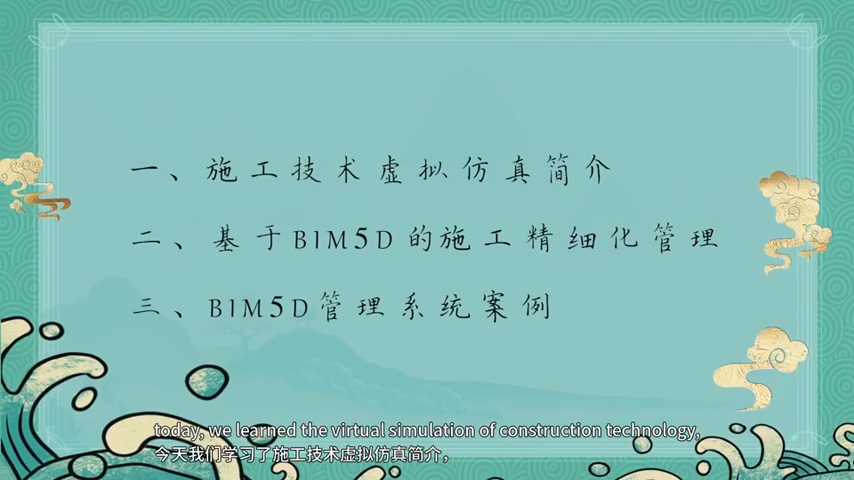 一、施工技术虚拟仿真简介
二、基于BIM5D的施工精细化管理
三、BIM5D管理系统案例
today, we learned the virtual simulation of construction technology,
今天我们学习了施工技术虚拟仿真简介，